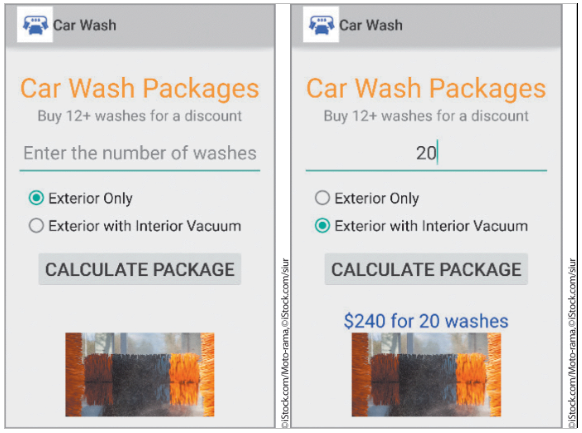 Car Wash
Car Wash Packages
Buy 12+ washes for a discount
Enter the number of washes
Exterior Only
Exterior with Interior Vacuum
CALCULATE PACKAGE
©iStock.com/Moto-rama,©iStock.com/siur
Car Wash
Car Wash Packages
Buy 12+ washes for a discount
20
Exterior Only
Exterior with Interior Vacuum
CALCULATE PACKAGE
$240 for 20 washes
©iStock.com/Moto-rama,©iStock.com/siur